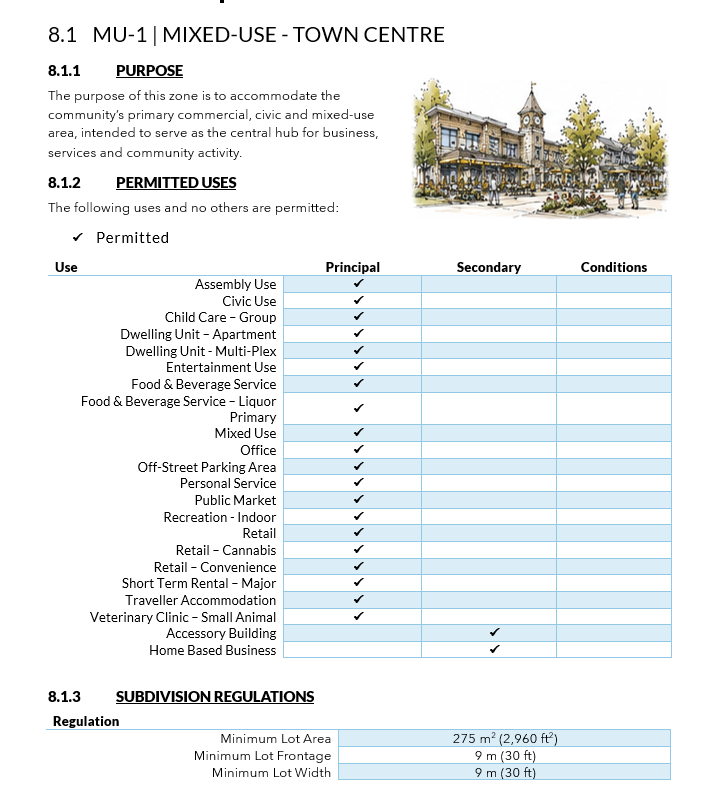 8.1 MU-1 | MIXED-USE - TOWN CENTRE
8.1.1 PURPOSE
The purpose of this zone is to accommodate the
community's primary commercial, civic and mixed-use
area, intended to serve as the central hub for business,
services and community activity.
8.1.2 PERMITTED USES
The following uses and no others are permitted:
✓ Permitted
Use Principal Secondary Conditions
Assembly Use ✓
Civic Use ✓
Child Care – Group ✓
Dwelling Unit – Apartment ✓
Dwelling Unit - Multi-Plex ✓
Entertainment Use ✓
Food & Beverage Service ✓
Food & Beverage Service – Liquor
Primary ✓
Mixed Use ✓
Office ✓
Off-Street Parking Area ✓
Personal Service ✓
Public Market ✓
Recreation - Indoor ✓
Retail ✓
Retail – Cannabis ✓
Retail – Convenience ✓
Short Term Rental – Major ✓
Traveller Accommodation ✓
Veterinary Clinic – Small Animal ✓
Accessory Building ✓
Home Based Business ✓
8.1.3 SUBDIVISION REGULATIONS
Regulation
Minimum Lot Area 275 m² (2,960 ft²)
Minimum Lot Frontage 9 m (30 ft)
Minimum Lot Width 9 m (30 ft)